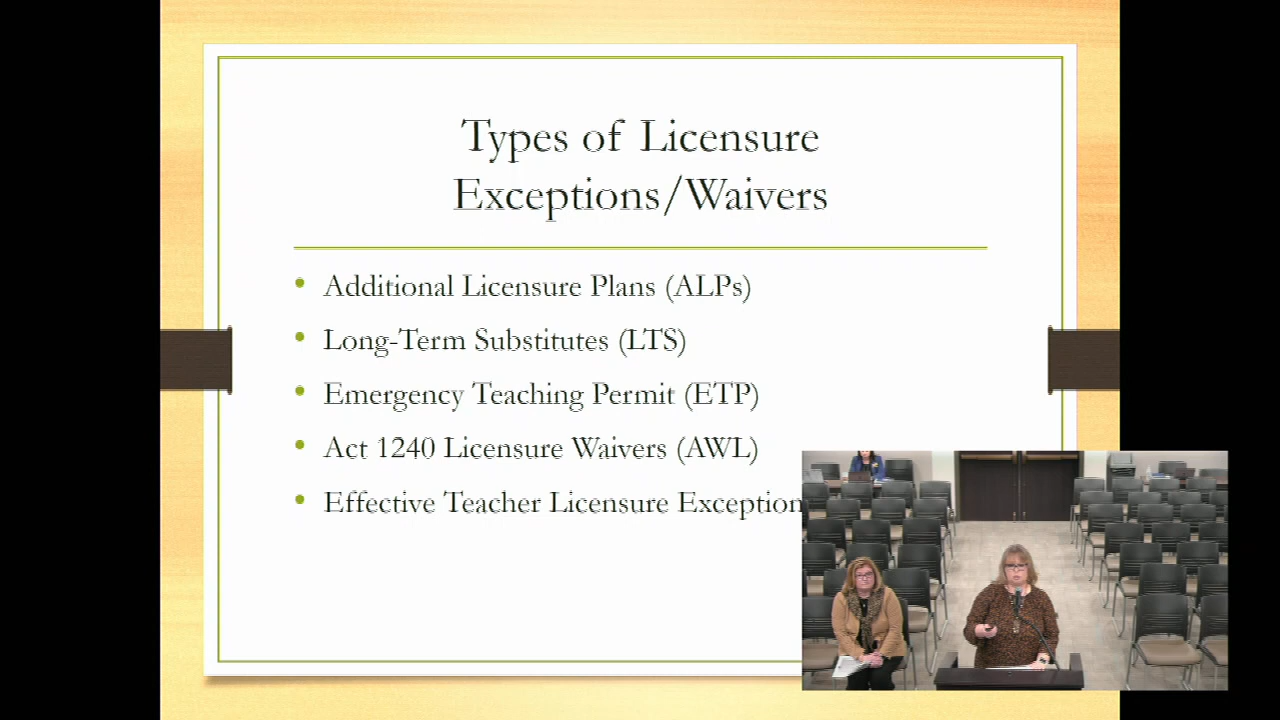 Types of Licensure
Exceptions/Waivers
Additional Licensure Plans (ALPs)
Long-Term Substitutes (LTS)
Emergency Teaching Permit (ETP)
Act 1240 Licensure Waivers (AWL)
Effective Teacher Licensure Exception